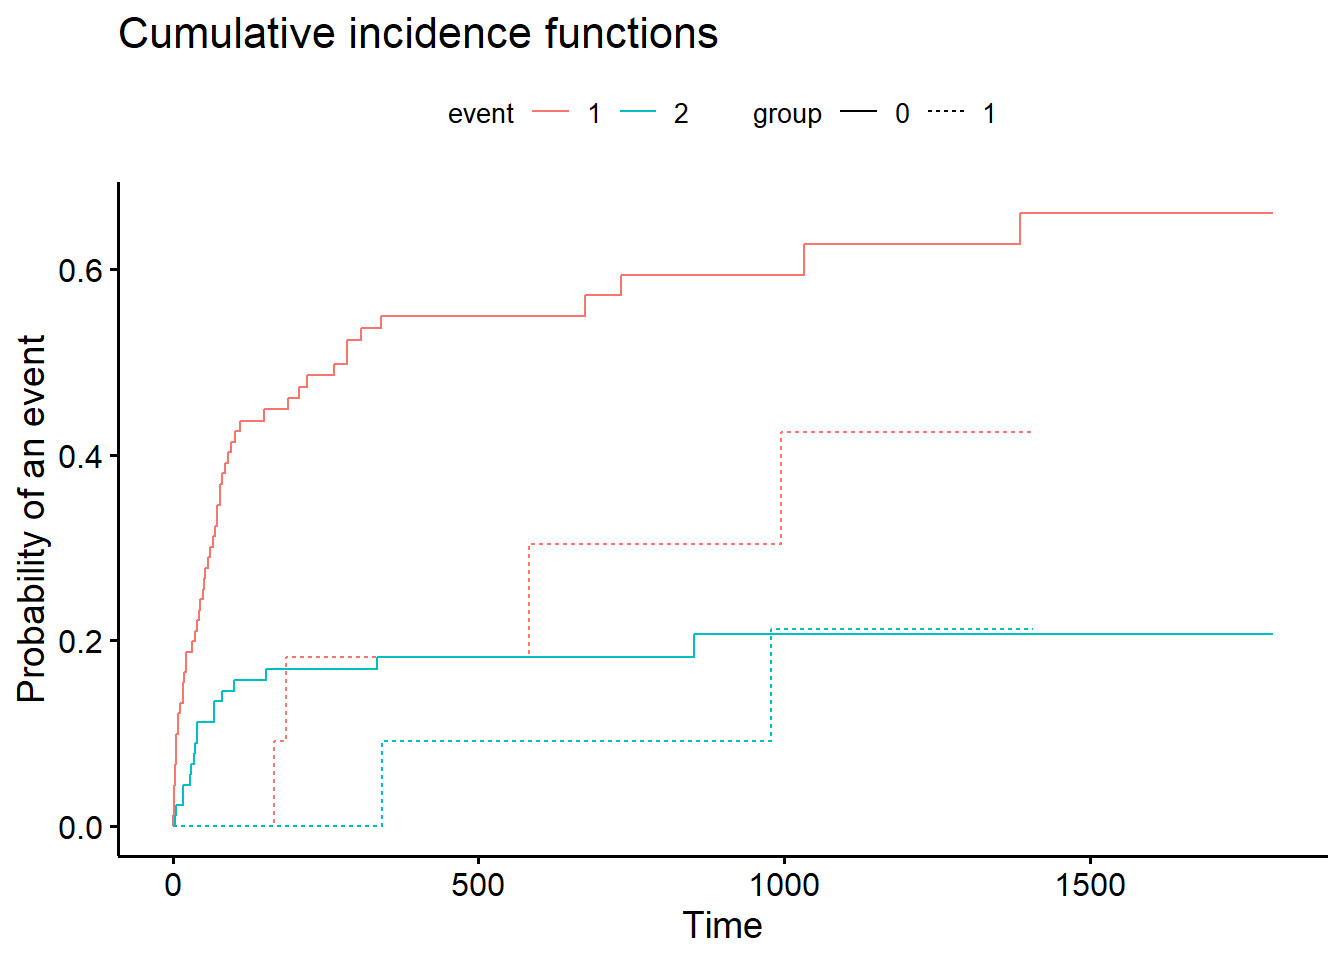 Cumulative incidence functions
event 1 2 group 0 1
Probability of an event
0.6
0.4
0.2
0.0
0 500 1000 1500
Time